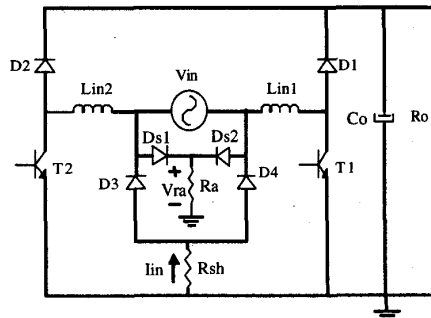 D2
D1
Lin2
Vin
Lin1
Co
Ro
Ds1
Ds2
T2
T1
D3
+
Vra
−
Ra
D4
Iin
Rsh